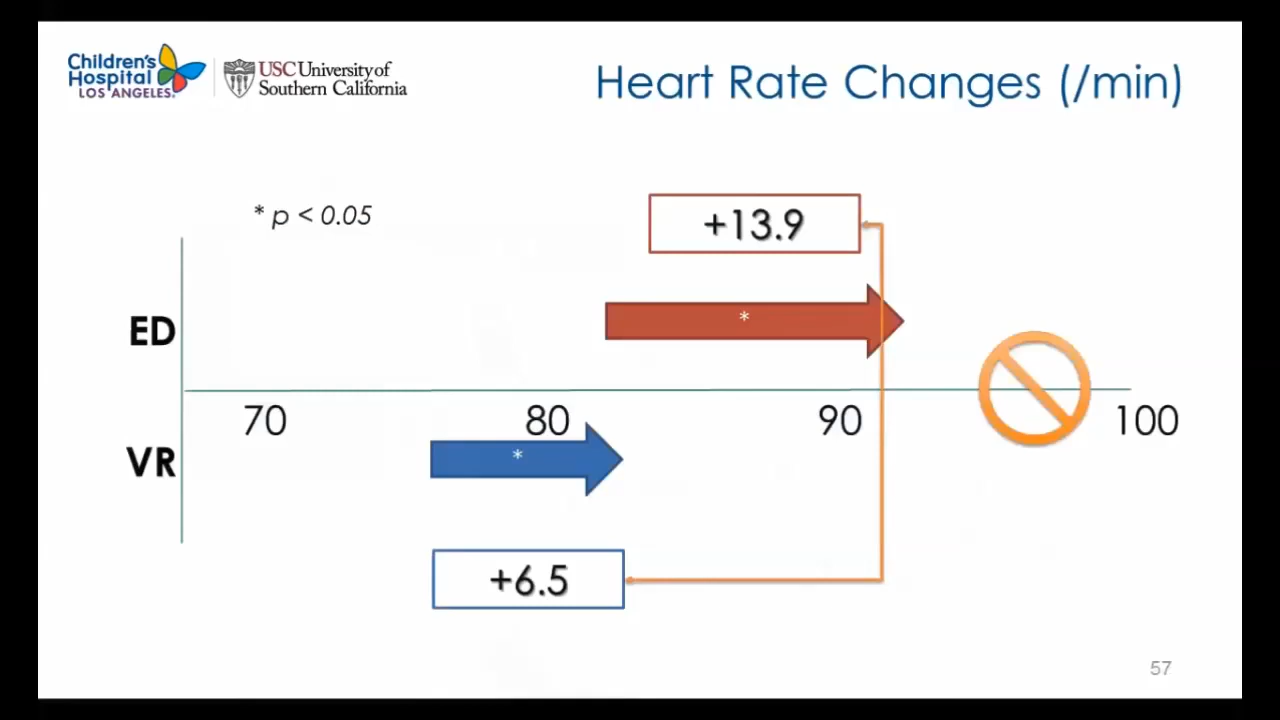 Children's
Hospital
LOS ANGELES
USC University of
Southern California
Heart Rate Changes (/min)
* p < 0.05
+13.9
ED
*
70
80
90
100
VR
*
+6.5
57